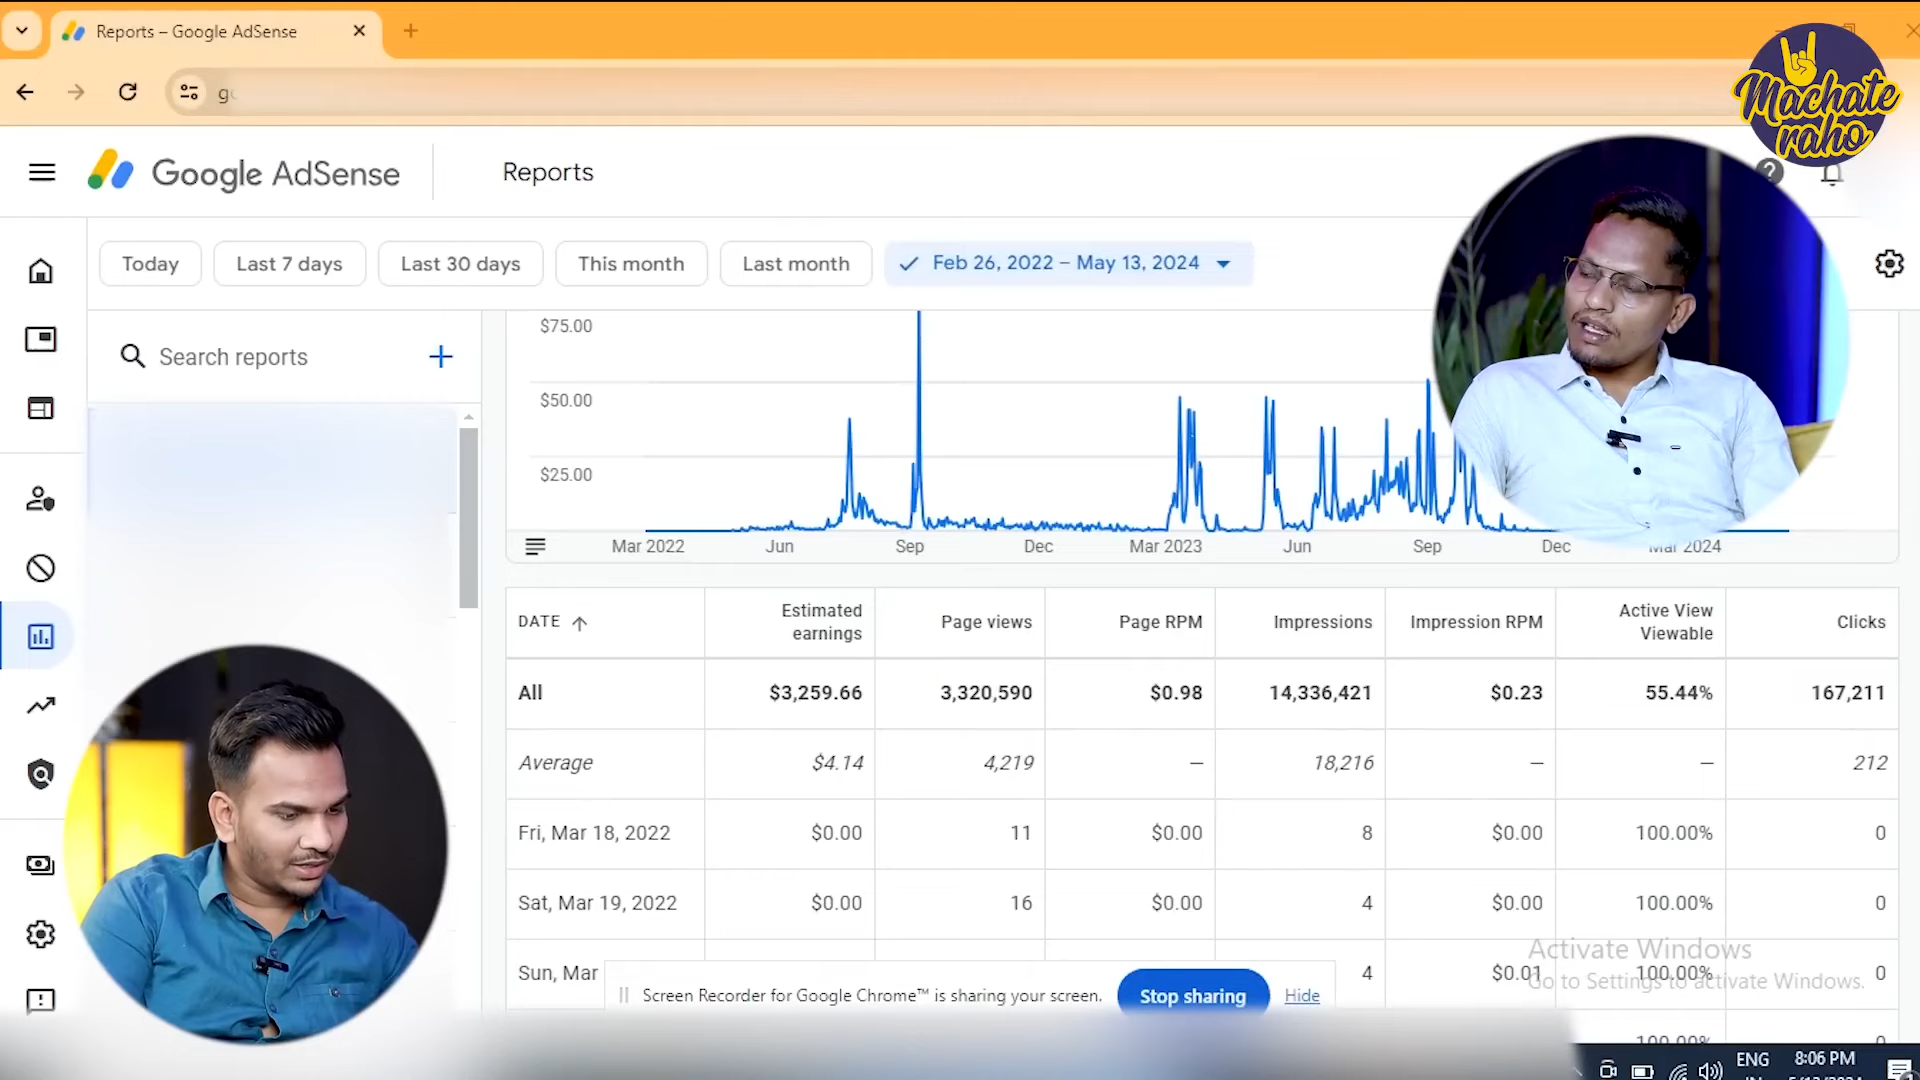 Reports – Google AdSense
Machate
raho
Google AdSense
Reports
Today
Last 7 days
Last 30 days
This month
Last month
Feb 26, 2022 – May 13, 2024
Search reports
$75.00
$50.00
$25.00
Mar 2022
Jun
Sep
Dec
Mar 2023
Jun
Sep
Dec
Mar 2024
DATE
Estimated
earnings
Page views
Page RPM
Impressions
Impression RPM
Active View
Viewable
Clicks
All $3,259.66 3,320,590 $0.98 14,336,421 $0.23 55.44% 167,211
Average $4.14 4,219 — 18,216 — — 212
Fri, Mar 18, 2022 $0.00 11 $0.00 8 $0.00 100.00% 0
Sat, Mar 19, 2022 $0.00 16 $0.00 4 $0.00 100.00% 0
Sun, Mar 4 $0.01 100.00% 0
Activate Windows
Go to Settings to activate Windows.
Screen Recorder for Google Chrome™ is sharing your screen.
Stop sharing
Hide
ENG
8:06 PM